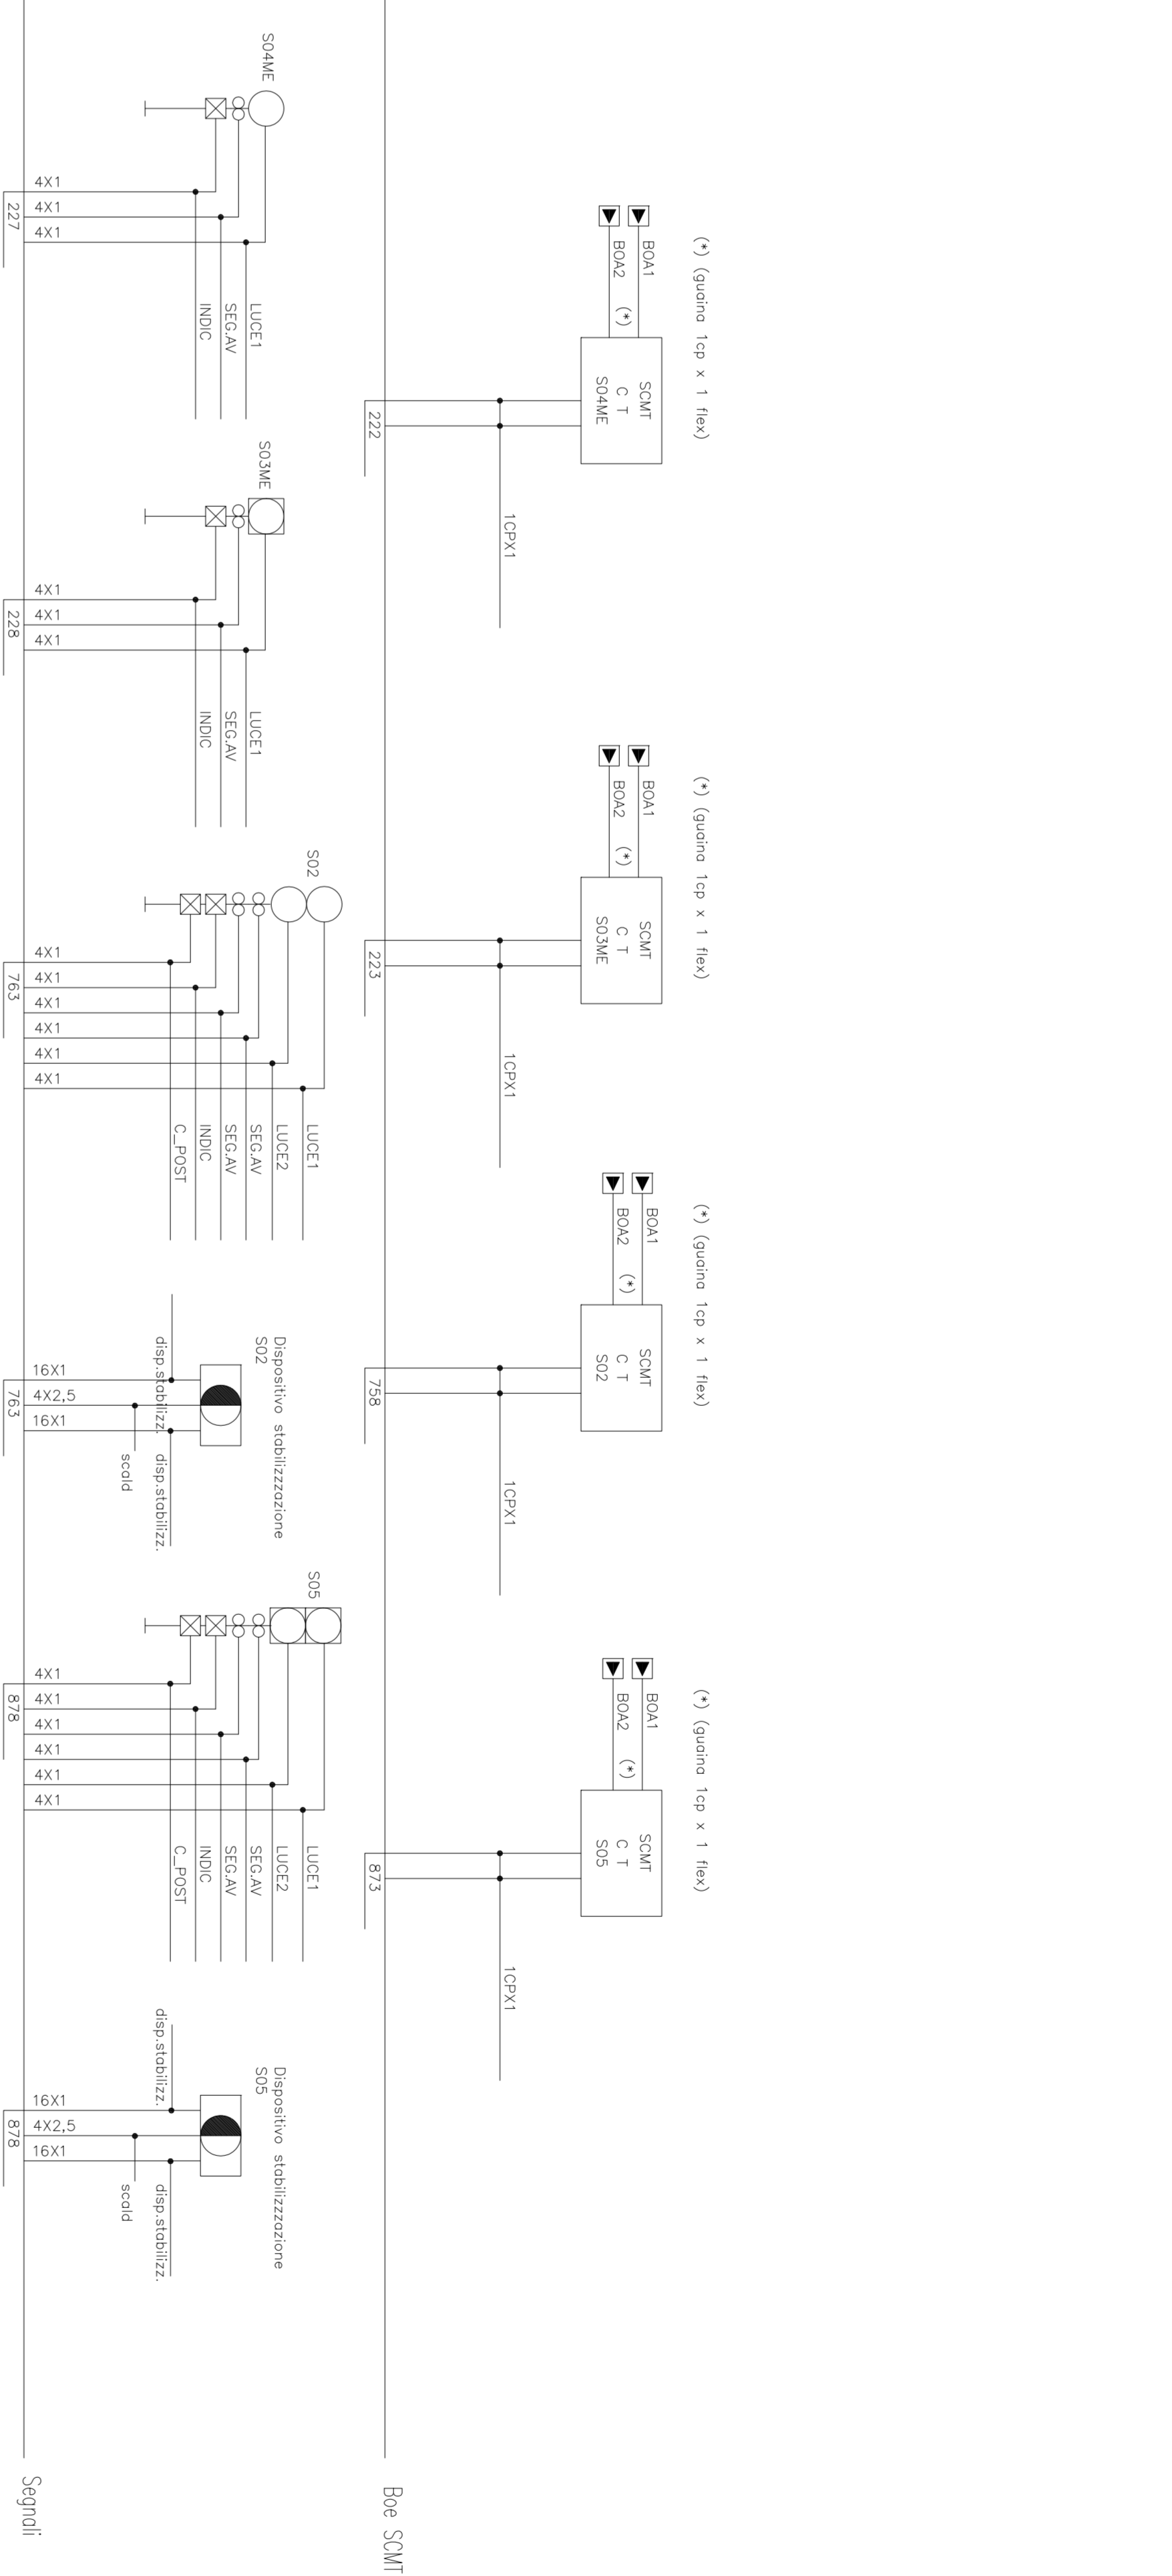 (*) (guaina 1cp x 1 flex)
BOA1
BOA2
(*)
SCMT
C T
S04ME
222
1CPX1
(*) (guaina 1cp x 1 flex)
BOA1
BOA2
(*)
SCMT
C T
S03ME
223
1CPX1
(*) (guaina 1cp x 1 flex)
BOA1
BOA2
(*)
SCMT
C T
S02
758
1CPX1
(*) (guaina 1cp x 1 flex)
BOA1
BOA2
(*)
SCMT
C T
S05
873
1CPX1
Boe SCMT
S04ME
LUCE1
SEG.AV
INDIC
4X1
4X1
4X1
227
S03ME
LUCE1
SEG.AV
INDIC
4X1
4X1
4X1
228
S02
LUCE1
LUCE2
SEG.AV
SEG.AV
INDIC
C_POST
4X1
4X1
4X1
4X1
4X1
4X1
763
Dispositivo stabilizzzazione
S02
disp.stabilizz.
disp.stabilizz.
scald
16X1
4X2,5
16X1
763
S05
LUCE1
LUCE2
SEG.AV
SEG.AV
INDIC
C_POST
4X1
4X1
4X1
4X1
4X1
4X1
878
Dispositivo stabilizzzazione
S05
disp.stabilizz.
disp.stabilizz.
scald
16X1
4X2,5
16X1
878
Segnali